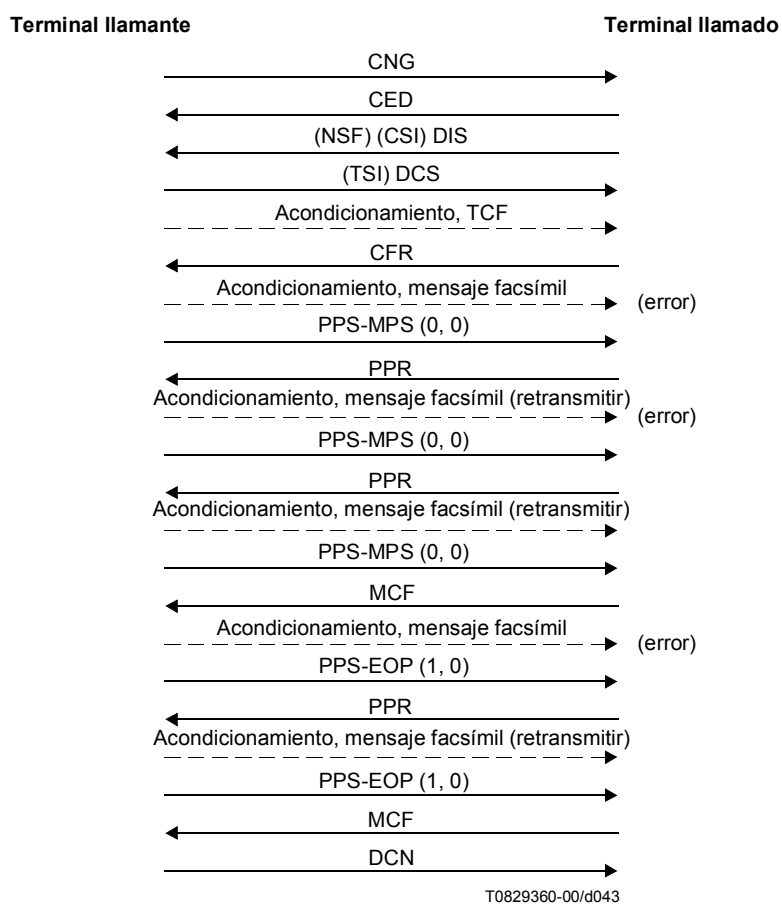 Terminal llamante
Terminal llamado
CNG
CED
(NSF) (CSI) DIS
(TSI) DCS
Acondicionamiento, TCF
CFR
Acondicionamiento, mensaje facsímil
(error)
PPS-MPS (0, 0)
PPR
Acondicionamiento, mensaje facsímil (retransmitir)
(error)
PPS-MPS (0, 0)
PPR
Acondicionamiento, mensaje facsímil (retransmitir)
PPS-MPS (0, 0)
MCF
Acondicionamiento, mensaje facsímil
(error)
PPS-EOP (1, 0)
PPR
Acondicionamiento, mensaje facsímil (retransmitir)
PPS-EOP (1, 0)
MCF
DCN
T0829360-00/d043